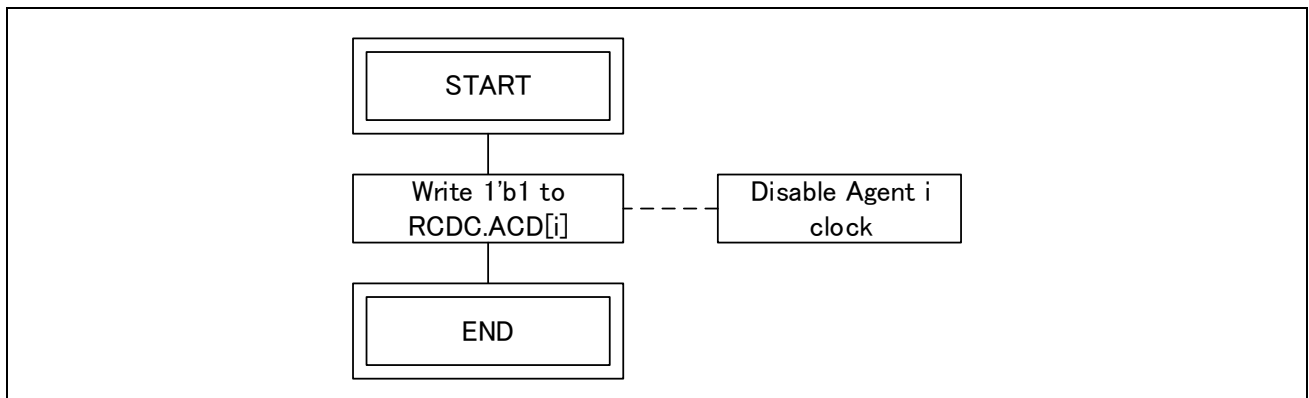 START
Write 1'b1 to
RCDC.ACD[i]
Disable Agent i
clock
END